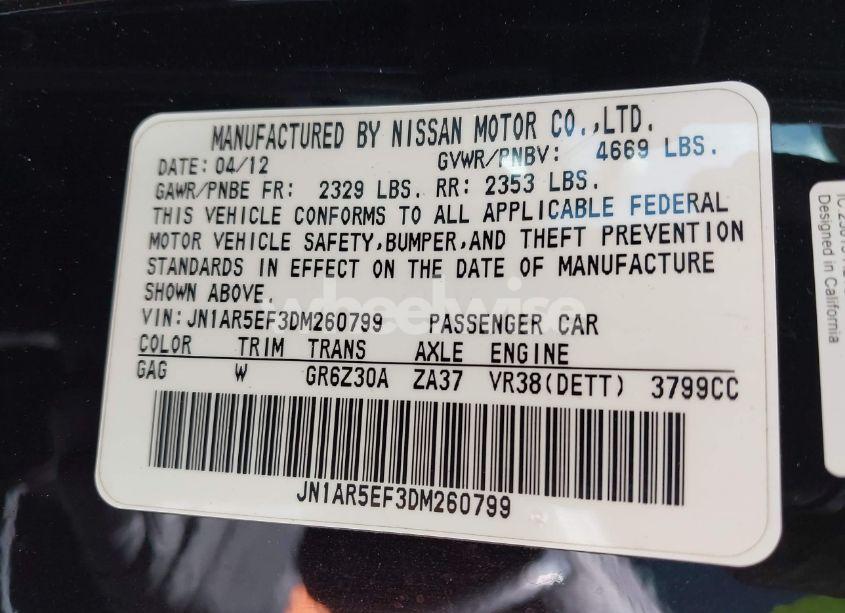 MANUFACTURED BY NISSAN MOTOR CO.,LTD.
DATE: 04/12 GVWR/PNBV: 4669 LBS.
GAWR/PNBE FR: 2329 LBS. RR: 2353 LBS.
THIS VEHICLE CONFORMS TO ALL APPLICABLE FEDERAL
MOTOR VEHICLE SAFETY,BUMPER,AND THEFT PREVENTION
STANDARDS IN EFFECT ON THE DATE OF MANUFACTURE
SHOWN ABOVE.
wheelwise
VIN:JN1AR5EF3DM260799 PASSENGER CAR
COLOR TRIM TRANS AXLE ENGINE
GAG W GR6Z30A ZA37 VR38(DETT) 3799CC
JN1AR5EF3DM260799
Designed in California